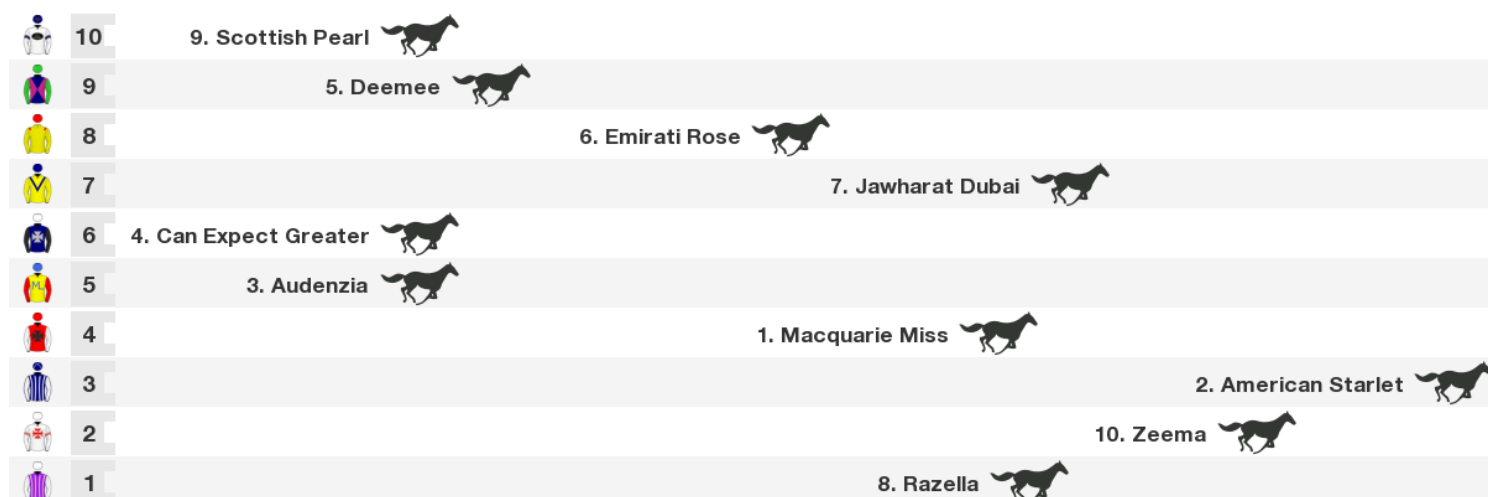 10 9. Scottish Pearl
9 5. Deemee
8 6. Emirati Rose
7 7. Jawharat Dubai
6 4. Can Expect Greater
5 3. Audenzia
4 1. Macquarie Miss
3 2. American Starlet
2 10. Zeema
1 8. Razella